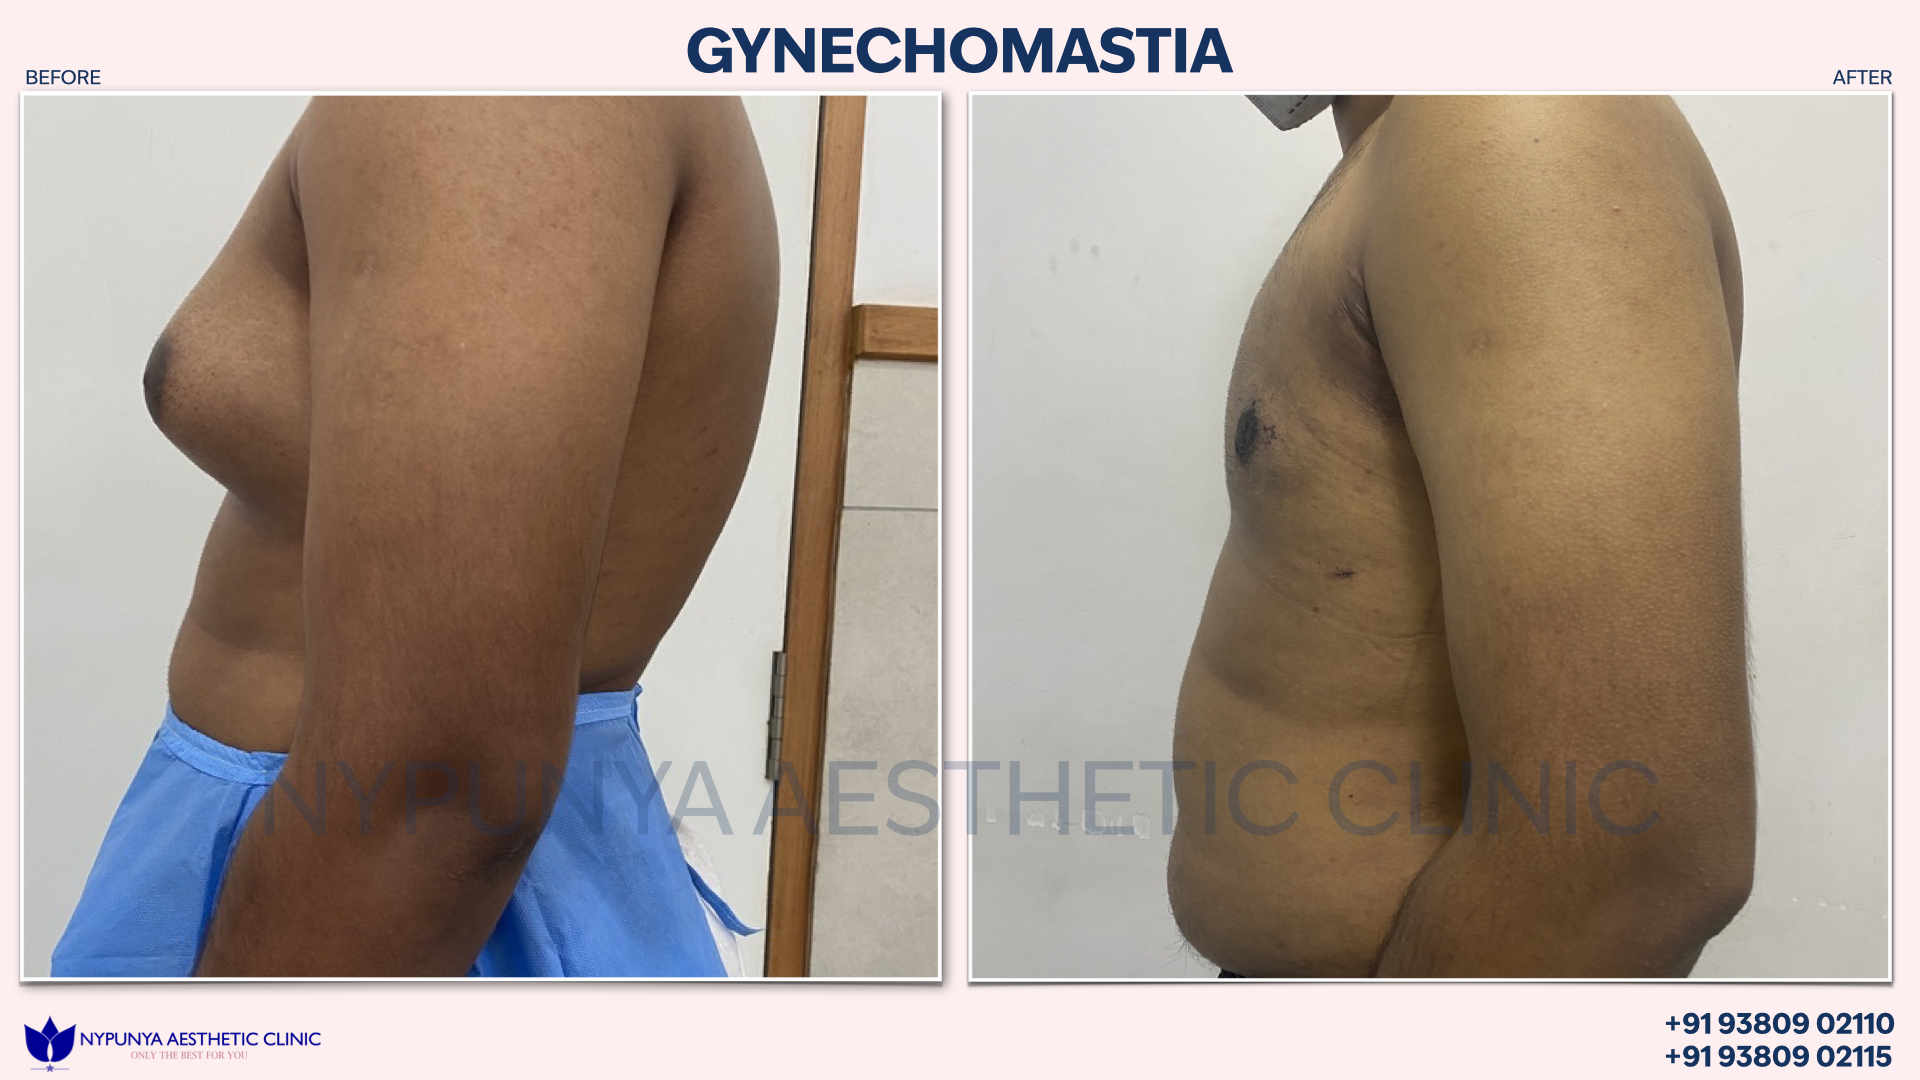 GYNECHOMASTIA
BEFORE
AFTER
NYPUNYA AESTHETIC CLINIC
NYPUNYA AESTHETIC CLINIC
ONLY THE BEST FOR YOU
+91 93809 02110
+91 93809 02115